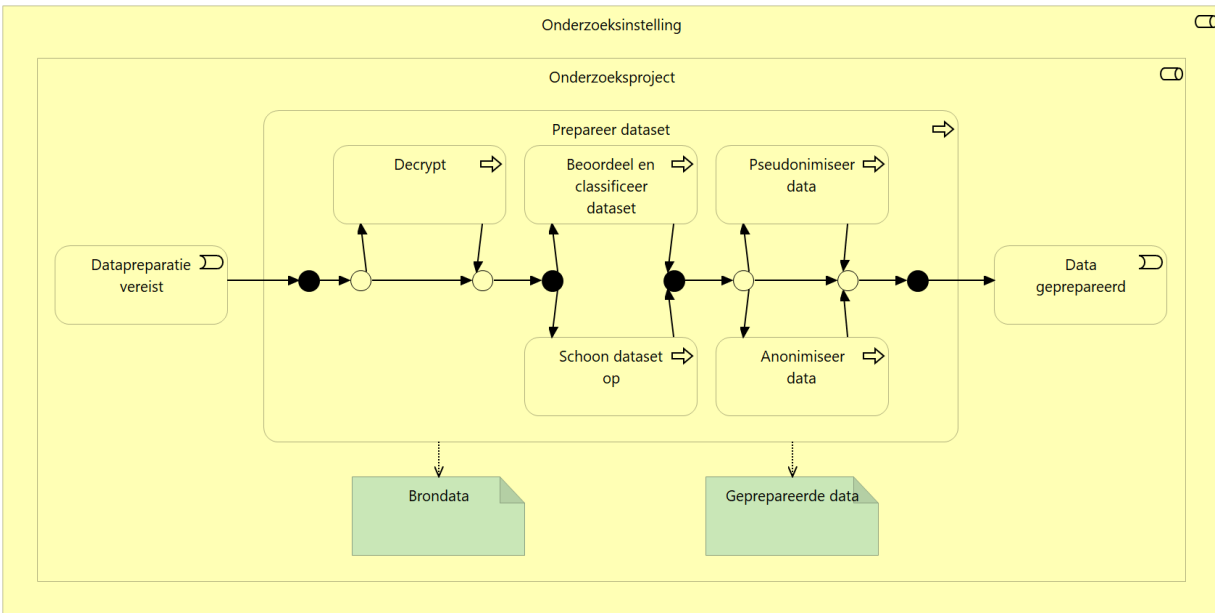 Onderzoeksinstelling
Onderzoeksproject
Prepareer dataset
Decrypt
Beoordeel en
classificeer
dataset
Pseudonimiseer
data
Datapreparatie
vereist
Data
geprepareerd
Schoon dataset
op
Anonimiseer
data
Brondata
Geprepareerde data